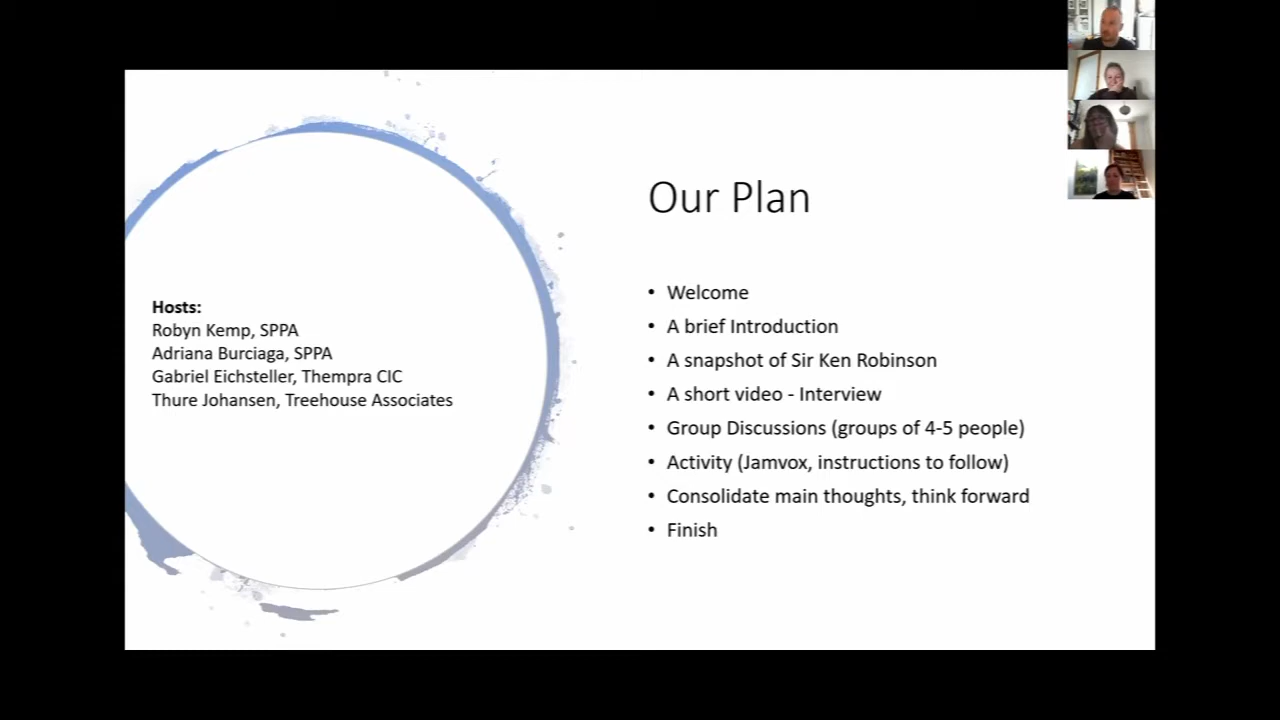 Hosts:
Robyn Kemp, SPPA
Adriana Burciaga, SPPA
Gabriel Eichsteller, Thempra CIC
Thure Johansen, Treehouse Associates
Our Plan
• Welcome
• A brief Introduction
• A snapshot of Sir Ken Robinson
• A short video - Interview
• Group Discussions (groups of 4-5 people)
• Activity (Jamvox, instructions to follow)
• Consolidate main thoughts, think forward
• Finish